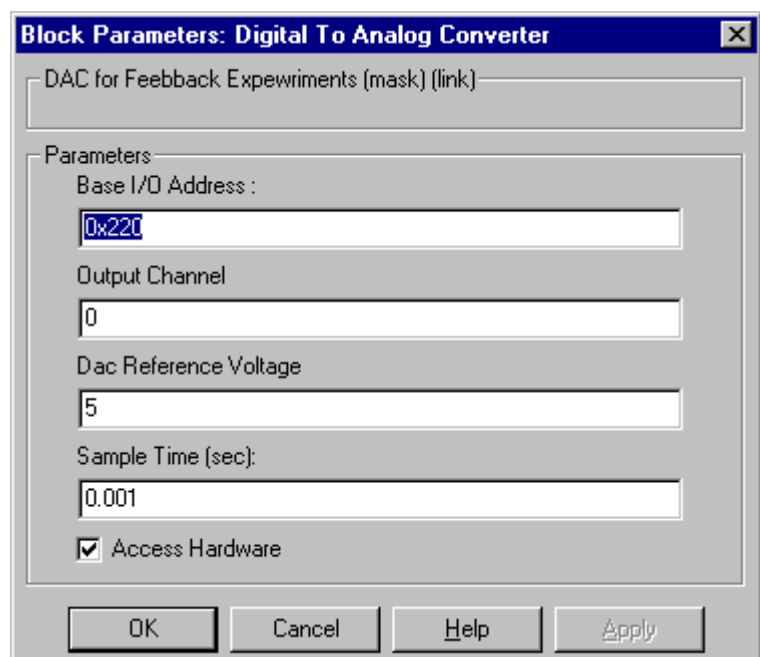 Block Parameters: Digital To Analog Converter
DAC for Feebback Expewriments (mask) (link)
Parameters
Base I/O Address :
0x220
Output Channel
0
Dac Reference Voltage
5
Sample Time (sec):
0.001
Access Hardware
OK Cancel Help Apply